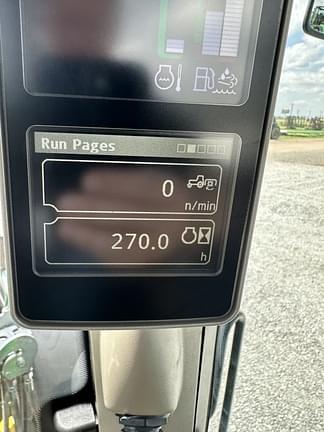 Run Pages
0
n/min
270.0
h